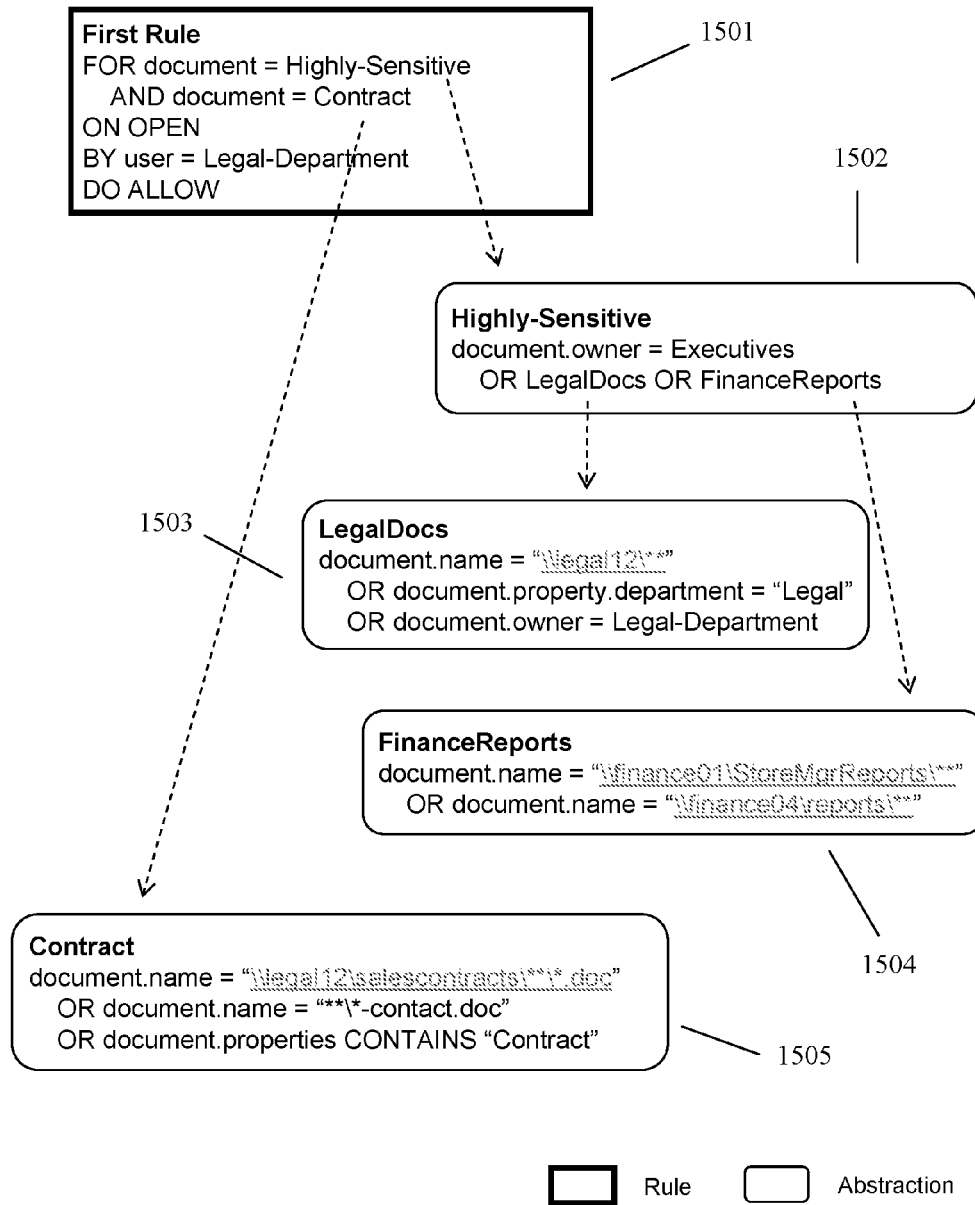 First Rule
FOR document = Highly-Sensitive
AND document = Contract
ON OPEN
BY user = Legal-Department
DO ALLOW
1501
1502
Highly-Sensitive
document.owner = Executives
OR LegalDocs OR FinanceReports
1503
LegalDocs
document.name = “\\legal12\**”
OR document.property.department = “Legal”
OR document.owner = Legal-Department
FinanceReports
document.name = “\\finance01\StoreMgrReports\**”
OR document.name = “\\finance04\reports\**”
1504
Contract
document.name = “\\legal12\salescontracts\**\*.doc”
OR document.name = “**\*-contact.doc”
OR document.properties CONTAINS “Contract”
1505
Rule
Abstraction